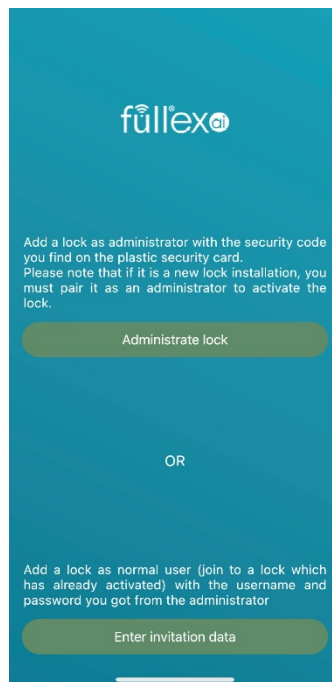 fullex ai
Add a lock as administrator with the security code
you find on the plastic security card.
Please note that if it is a new lock installation, you
must pair it as an administrator to activate the
lock.
Administrate lock
OR
Add a lock as normal user (join to a lock which
has already activated) with the username and
password you got from the administrator
Enter invitation data